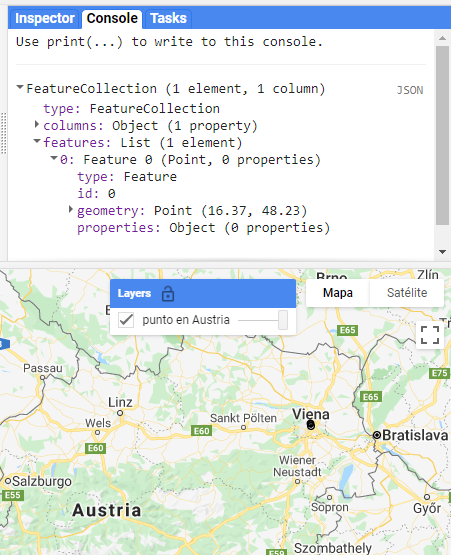 Inspector Console Tasks
Use print(...) to write to this console.
FeatureCollection (1 element, 1 column) JSON
type: FeatureCollection
columns: Object (1 property)
features: List (1 element)
0: Feature 0 (Point, 0 properties)
type: Feature
id: 0
geometry: Point (16.37, 48.23)
properties: Object (0 properties)
Brno
Zlín
Layers
Mapa Satélite
punto en Austria
E65
E50
Passau
E75
E65
Linz
Wels
Sankt Pölten
Viena
E60
E60
Bratislava
Wiener
Neustadt
Salzburgo
E55
Sopron
Győr
Austria
Szombathely